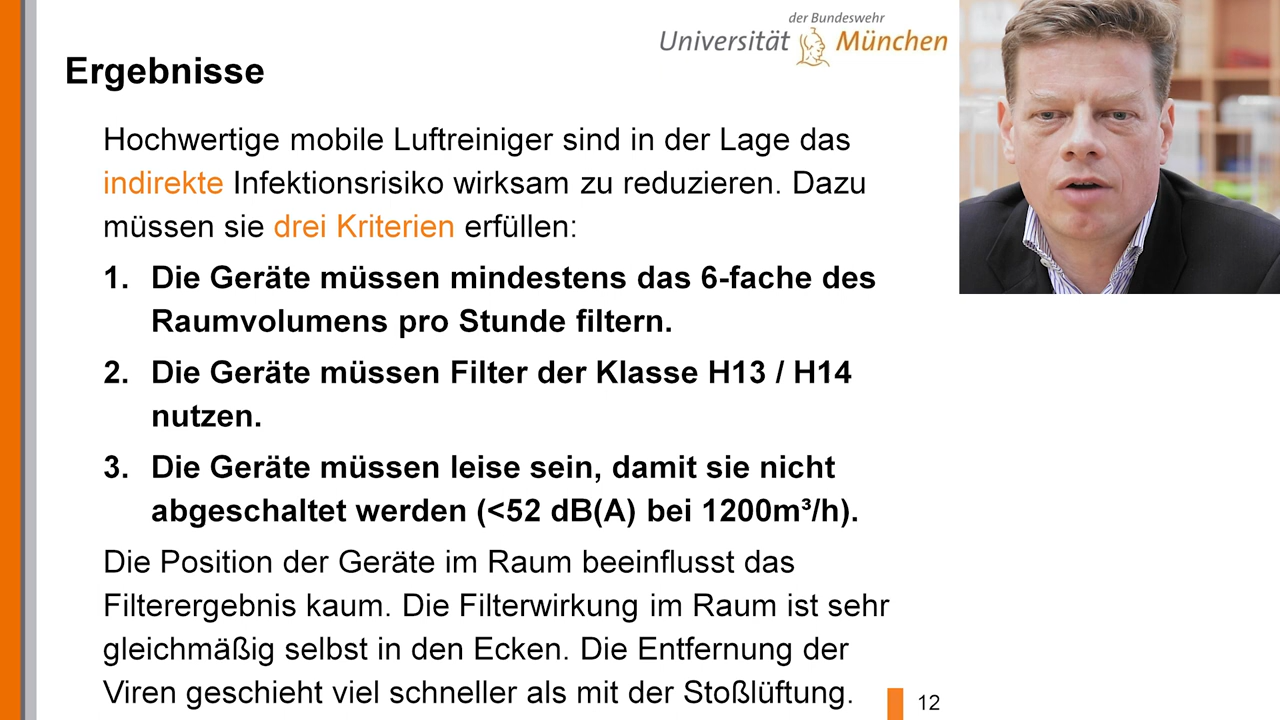 der Bundeswehr
Universität München
Ergebnisse
Hochwertige mobile Luftreiniger sind in der Lage das
indirekte Infektionsrisiko wirksam zu reduzieren. Dazu
müssen sie drei Kriterien erfüllen:
1. Die Geräte müssen mindestens das 6-fache des
Raumvolumens pro Stunde filtern.
2. Die Geräte müssen Filter der Klasse H13 / H14
nutzen.
3. Die Geräte müssen leise sein, damit sie nicht
abgeschaltet werden (<52 dB(A) bei 1200m³/h).
Die Position der Geräte im Raum beeinflusst das
Filterergebnis kaum. Die Filterwirkung im Raum ist sehr
gleichmäßig selbst in den Ecken. Die Entfernung der
Viren geschieht viel schneller als mit der Stoßlüftung.
12